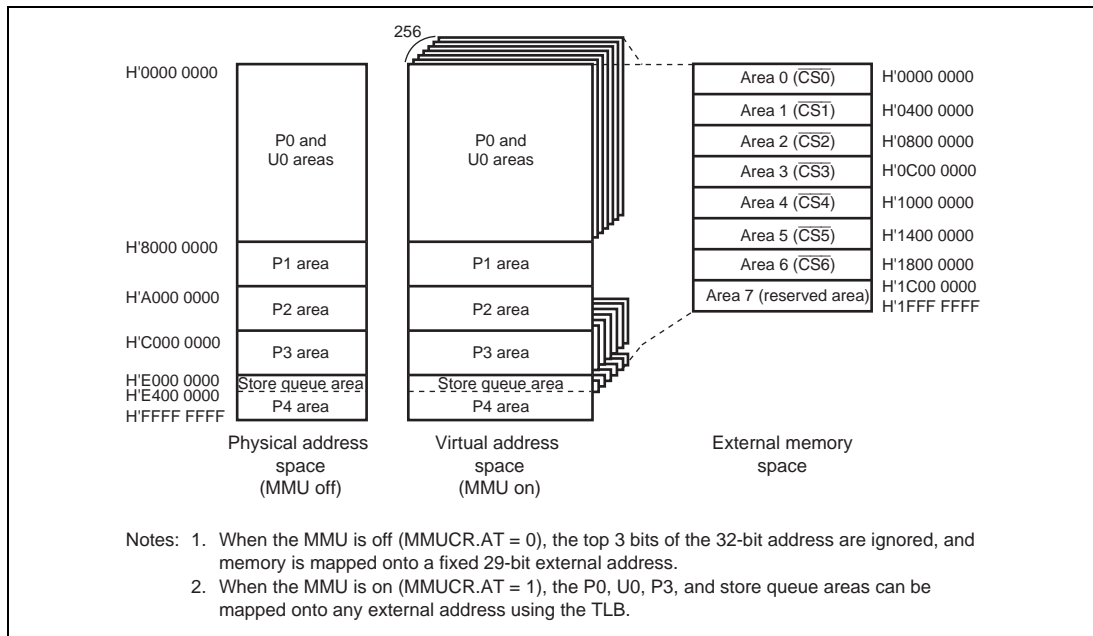 256
H'0000 0000
P0 and
U0 areas
H'8000 0000
P1 area
H'A000 0000
P2 area
H'C000 0000
P3 area
H'E000 0000
Store queue area
H'E400 0000
P4 area
H'FFFF FFFF
Physical address
space
(MMU off)
P0 and
U0 areas
P1 area
P2 area
P3 area
Store queue area
P4 area
Virtual address
space
(MMU on)
Area 0 (C̅S̅0̅) H'0000 0000
Area 1 (C̅S̅1̅) H'0400 0000
Area 2 (C̅S̅2̅) H'0800 0000
Area 3 (C̅S̅3̅) H'0C00 0000
Area 4 (C̅S̅4̅) H'1000 0000
Area 5 (C̅S̅5̅) H'1400 0000
Area 6 (C̅S̅6̅) H'1800 0000
H'1C00 0000
Area 7 (reserved area)
H'1FFF FFFF
External memory
space
Notes: 1. When the MMU is off (MMUCR.AT = 0), the top 3 bits of the 32-bit address are ignored, and
memory is mapped onto a fixed 29-bit external address.
2. When the MMU is on (MMUCR.AT = 1), the P0, U0, P3, and store queue areas can be
mapped onto any external address using the TLB.